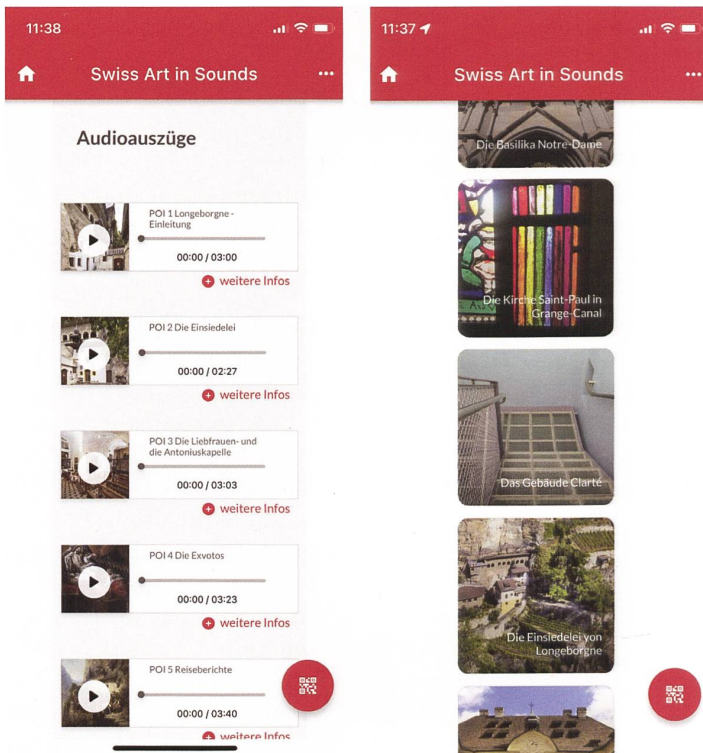 11:38
Swiss Art in Sounds
Audioauszüge
POI 1 Longeborgne -
Einleitung
00:00 / 03:00
weitere Infos
POI 2 Die Einsiedelei
00:00 / 02:27
weitere Infos
POI 3 Die Liebfrauen- und
die Antoniuskapelle
00:00 / 03:03
weitere Infos
POI 4 Die Exvotos
00:00 / 03:23
weitere Infos
POI 5 Reiseberichte
00:00 / 03:40
weitere Infos
11:37
Swiss Art in Sounds
Die Basilika Notre-Dame
Die Kirche Saint-Paul in
Grange-Canal
Das Gebäude Clarté
Die Einsiedelei von
Longeborgne